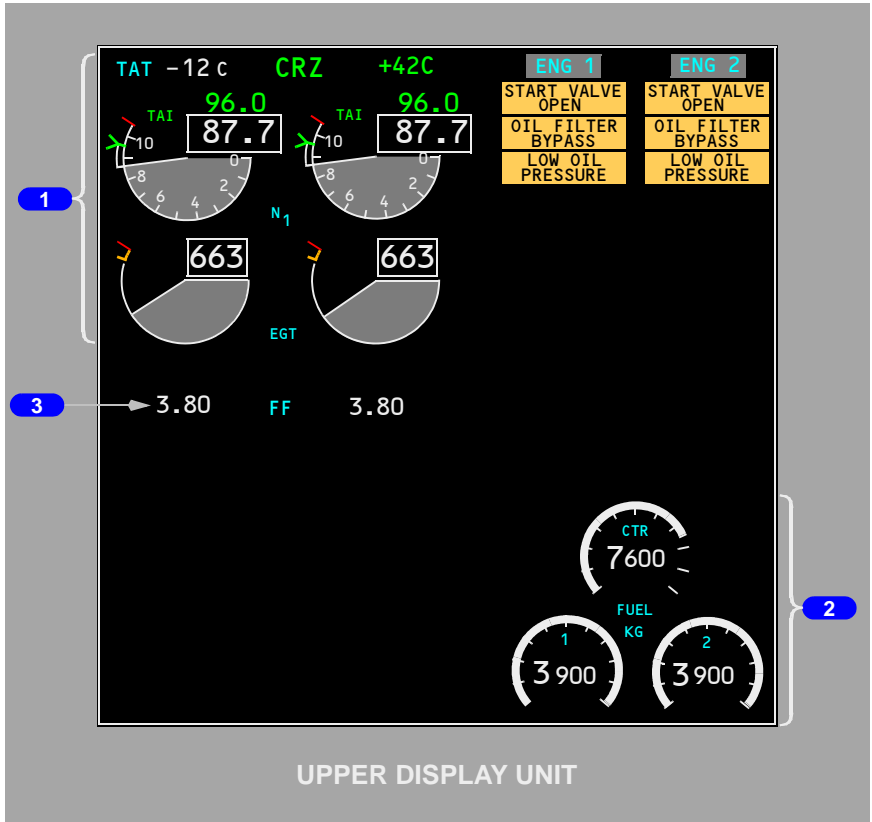 TAT -12 C CRZ +42C ENG 1 ENG 2
START VALVE OPEN START VALVE OPEN
96.0 96.0
TAI TAI
87.7 87.7
OIL FILTER BYPASS OIL FILTER BYPASS
10 10
LOW OIL PRESSURE LOW OIL PRESSURE
0 2 4 6 8 0 2 4 6 8
1
N1
663 663
EGT
3 3.80 FF 3.80
CTR
7600
2
FUEL
KG
1 2
3900 3900
UPPER DISPLAY UNIT